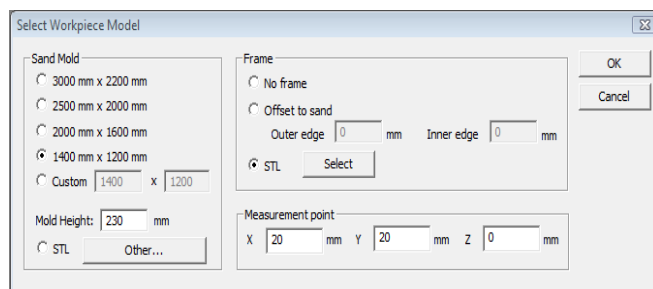 Select Workpiece Model
Sand Mold
3000 mm x 2200 mm
2500 mm x 2000 mm
2000 mm x 1600 mm
1400 mm x 1200 mm
Custom 1400 x 1200
Mold Height: 230 mm
STL Other...
Frame
No frame
Offset to sand
Outer edge 0 mm Inner edge 0 mm
STL Select
Measurement point
X 20 mm Y 20 mm Z 0 mm
OK
Cancel